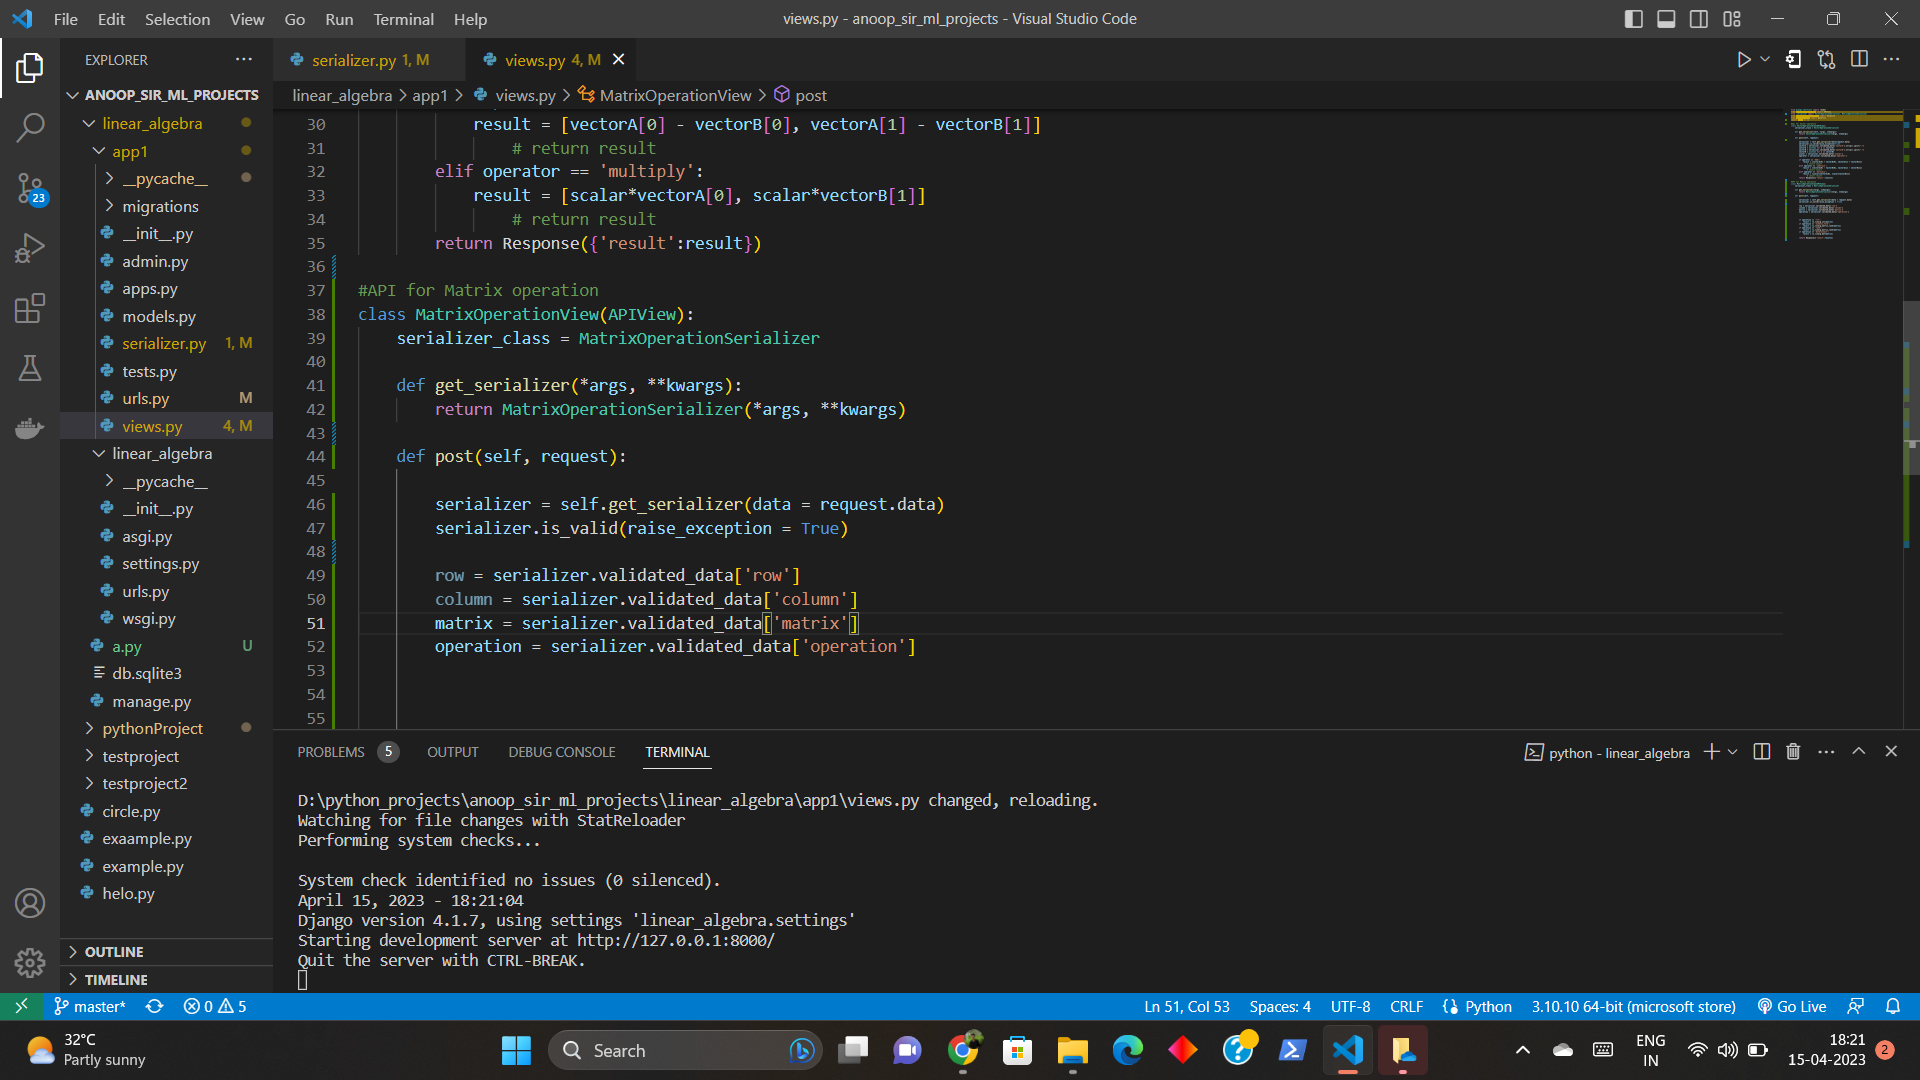 File Edit Selection View Go Run Terminal Help
views.py - anoop_sir_ml_projects - Visual Studio Code
EXPLORER
ANOOP_SIR_ML_PROJECTS
linear_algebra
app1
__pycache__
migrations
__init__.py
admin.py
apps.py
models.py
serializer.py 1, M
tests.py
urls.py M
views.py 4, M
linear_algebra
__pycache__
__init__.py
asgi.py
settings.py
urls.py
wsgi.py
a.py U
db.sqlite3
manage.py
pythonProject
testproject
testproject2
circle.py
exaample.py
example.py
helo.py
OUTLINE
TIMELINE
23
serializer.py 1, M
views.py 4, M
linear_algebra > app1 > views.py > MatrixOperationView > post
30 result = [vectorA[0] - vectorB[0], vectorA[1] - vectorB[1]]
31 # return result
32 elif operator == 'multiply':
33 result = [scalar*vectorA[0], scalar*vectorB[1]]
34 # return result
35 return Response({'result':result})
36
37 #API for Matrix operation
38 class MatrixOperationView(APIView):
39 serializer_class = MatrixOperationSerializer
40
41 def get_serializer(*args, **kwargs):
42 return MatrixOperationSerializer(*args, **kwargs)
43
44 def post(self, request):
45
46 serializer = self.get_serializer(data = request.data)
47 serializer.is_valid(raise_exception = True)
48
49 row = serializer.validated_data['row']
50 column = serializer.validated_data['column']
51 matrix = serializer.validated_data['matrix']
52 operation = serializer.validated_data['operation']
53
54
55
PROBLEMS 5 OUTPUT DEBUG CONSOLE TERMINAL
python - linear_algebra
D:\python_projects\anoop_sir_ml_projects\linear_algebra\app1\views.py changed, reloading.
Watching for file changes with StatReloader
Performing system checks...
System check identified no issues (0 silenced).
April 15, 2023 - 18:21:04
Django version 4.1.7, using settings 'linear_algebra.settings'
Starting development server at http://127.0.0.1:8000/
Quit the server with CTRL-BREAK.
master* 0 5
Ln 51, Col 53 Spaces: 4 UTF-8 CRLF Python 3.10.10 64-bit (microsoft store) Go Live
32°C
Partly sunny
Search
ENG
IN
18:21
15-04-2023
2